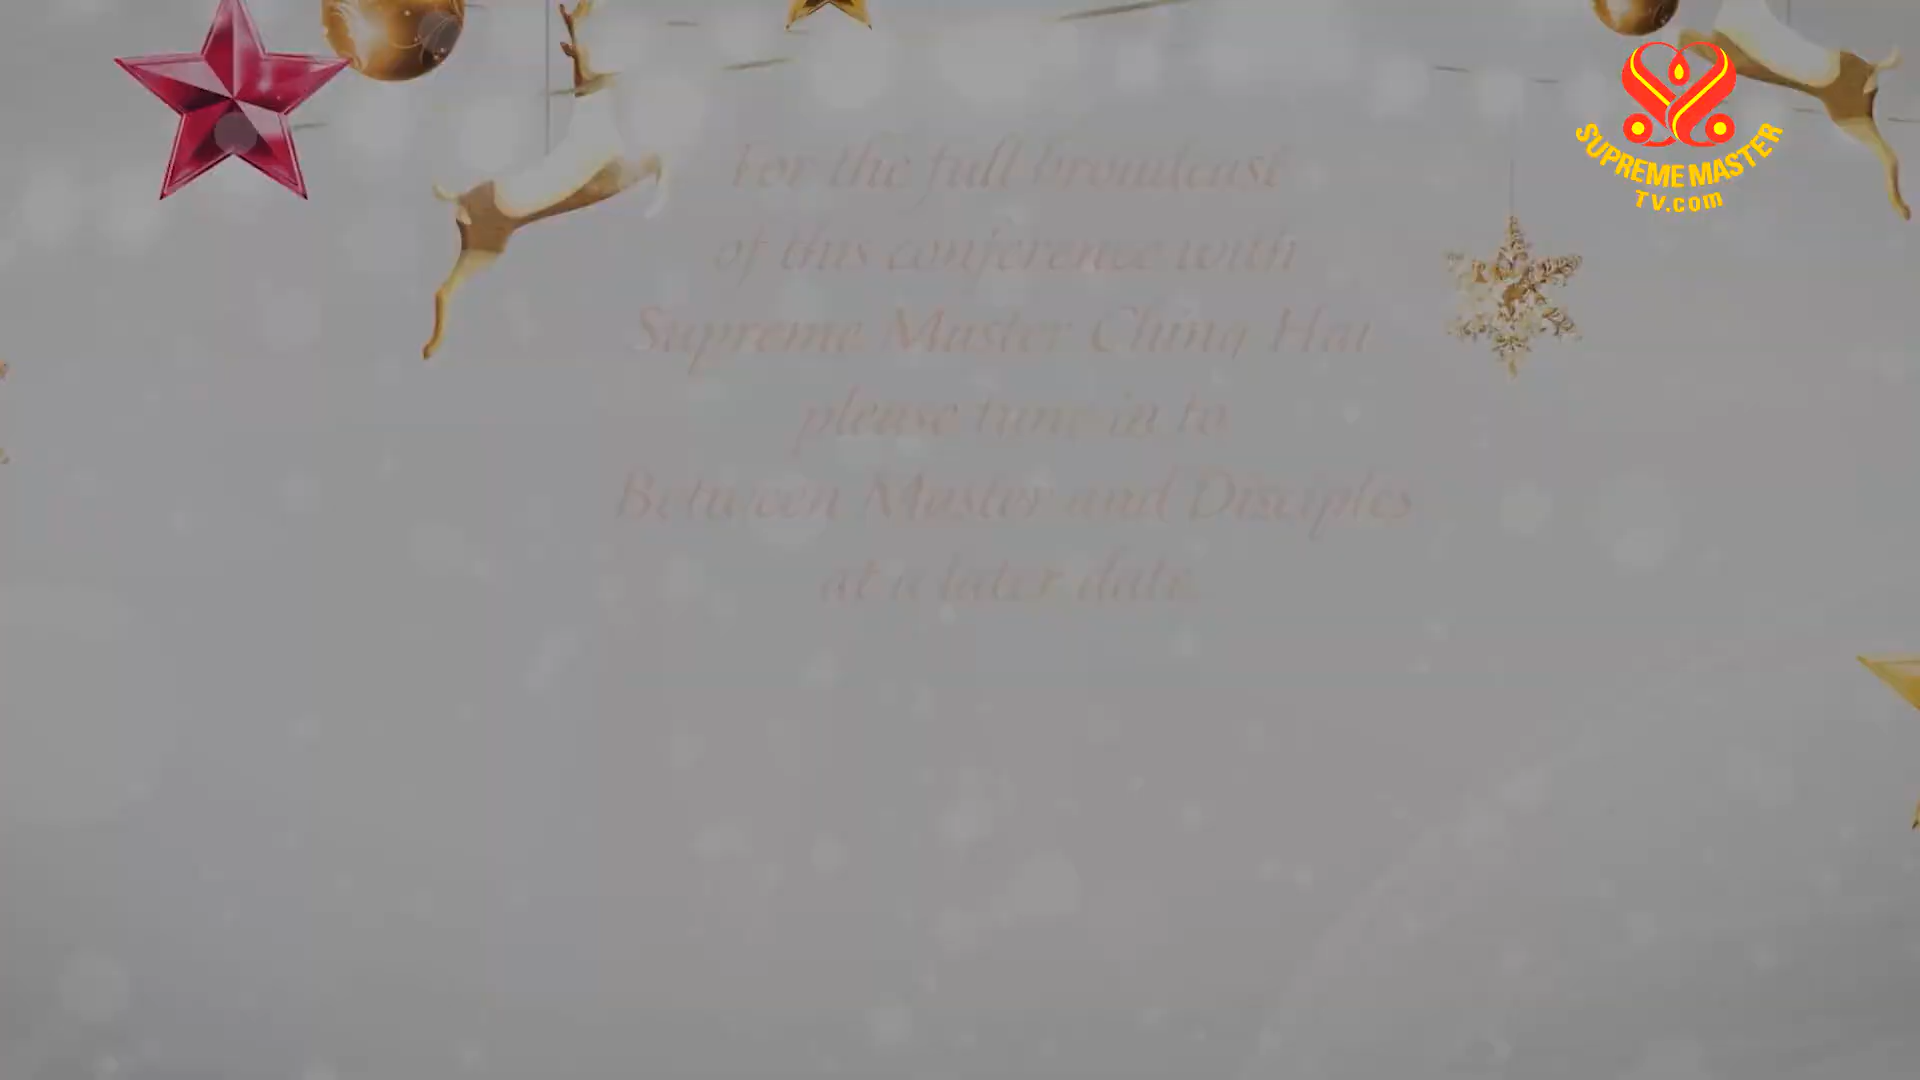 For the full broadcast
of this conference with
Supreme Master Ching Hai
please tune in to
Between Master and Disciples
at a later date.
SUPREME MASTER
TV.com